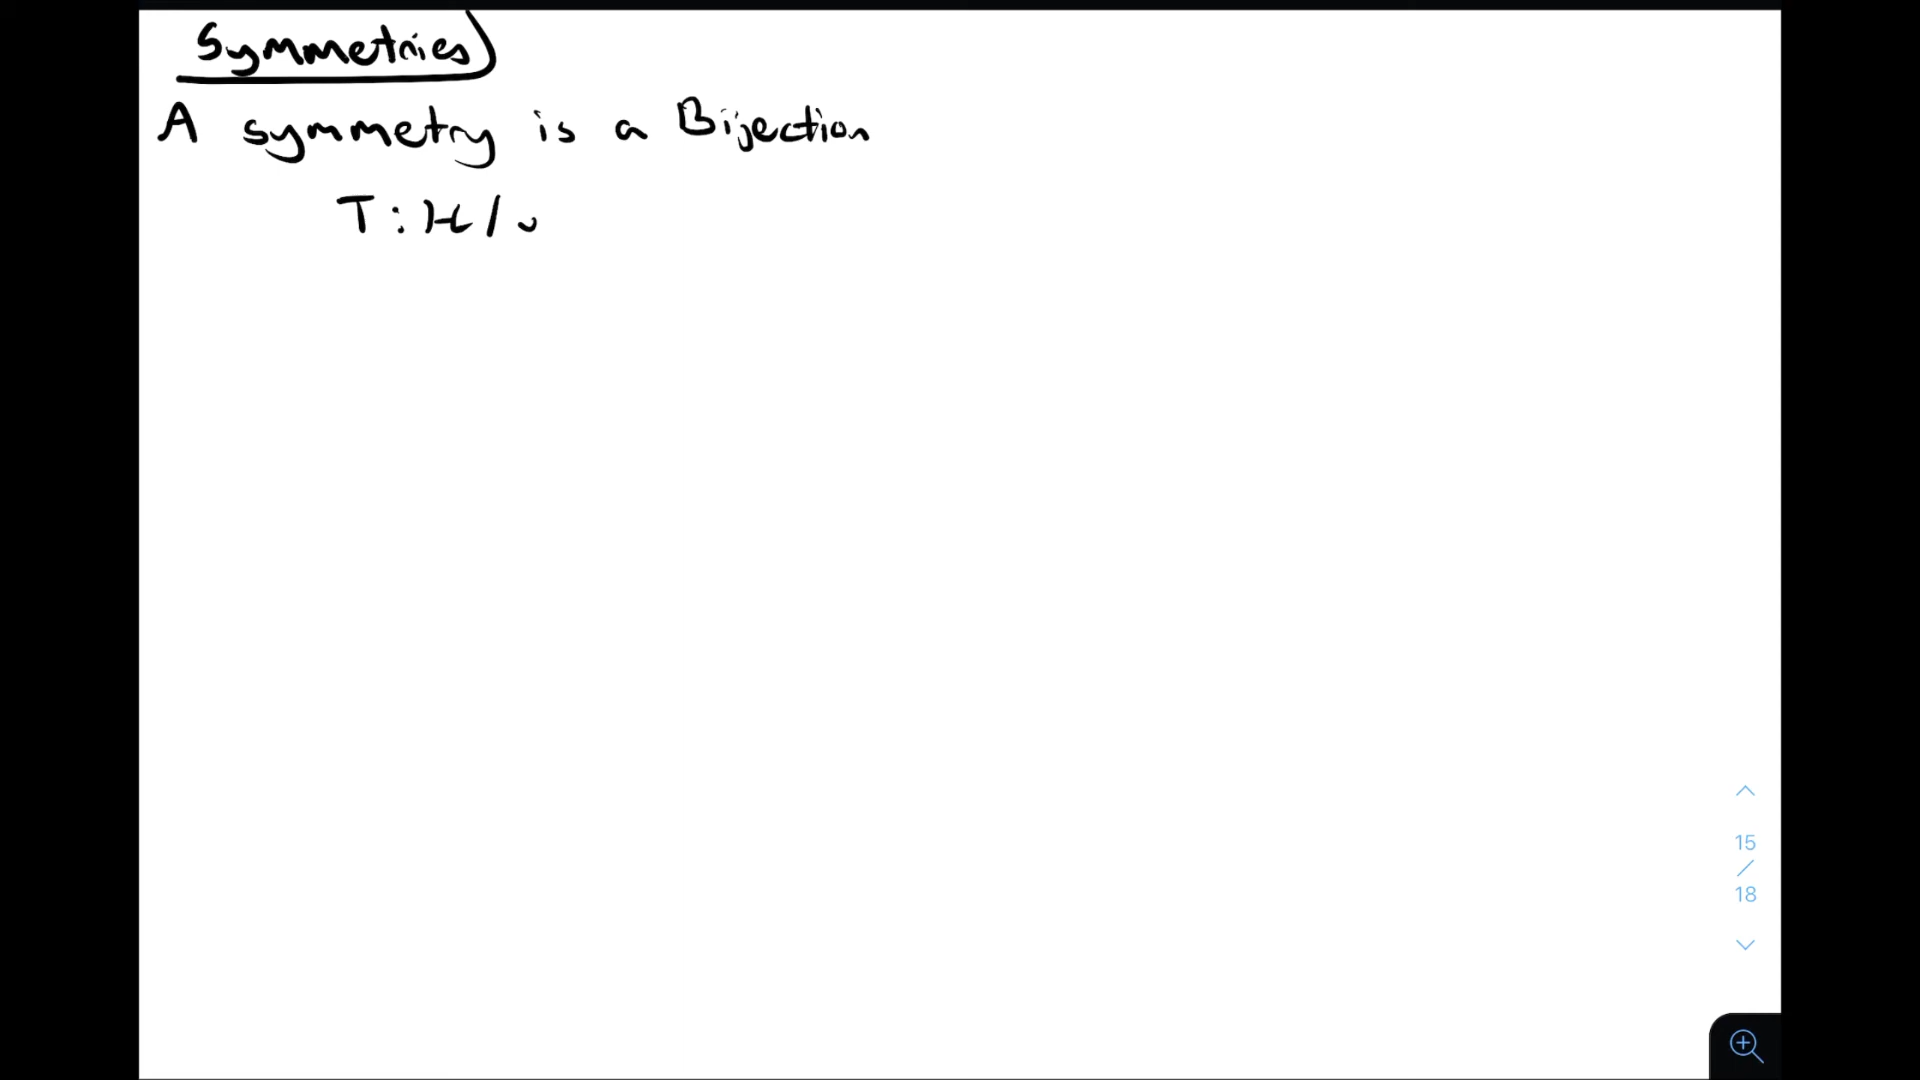 Symmetries
A symmetry is a Bijection
T : H /
15
/
18